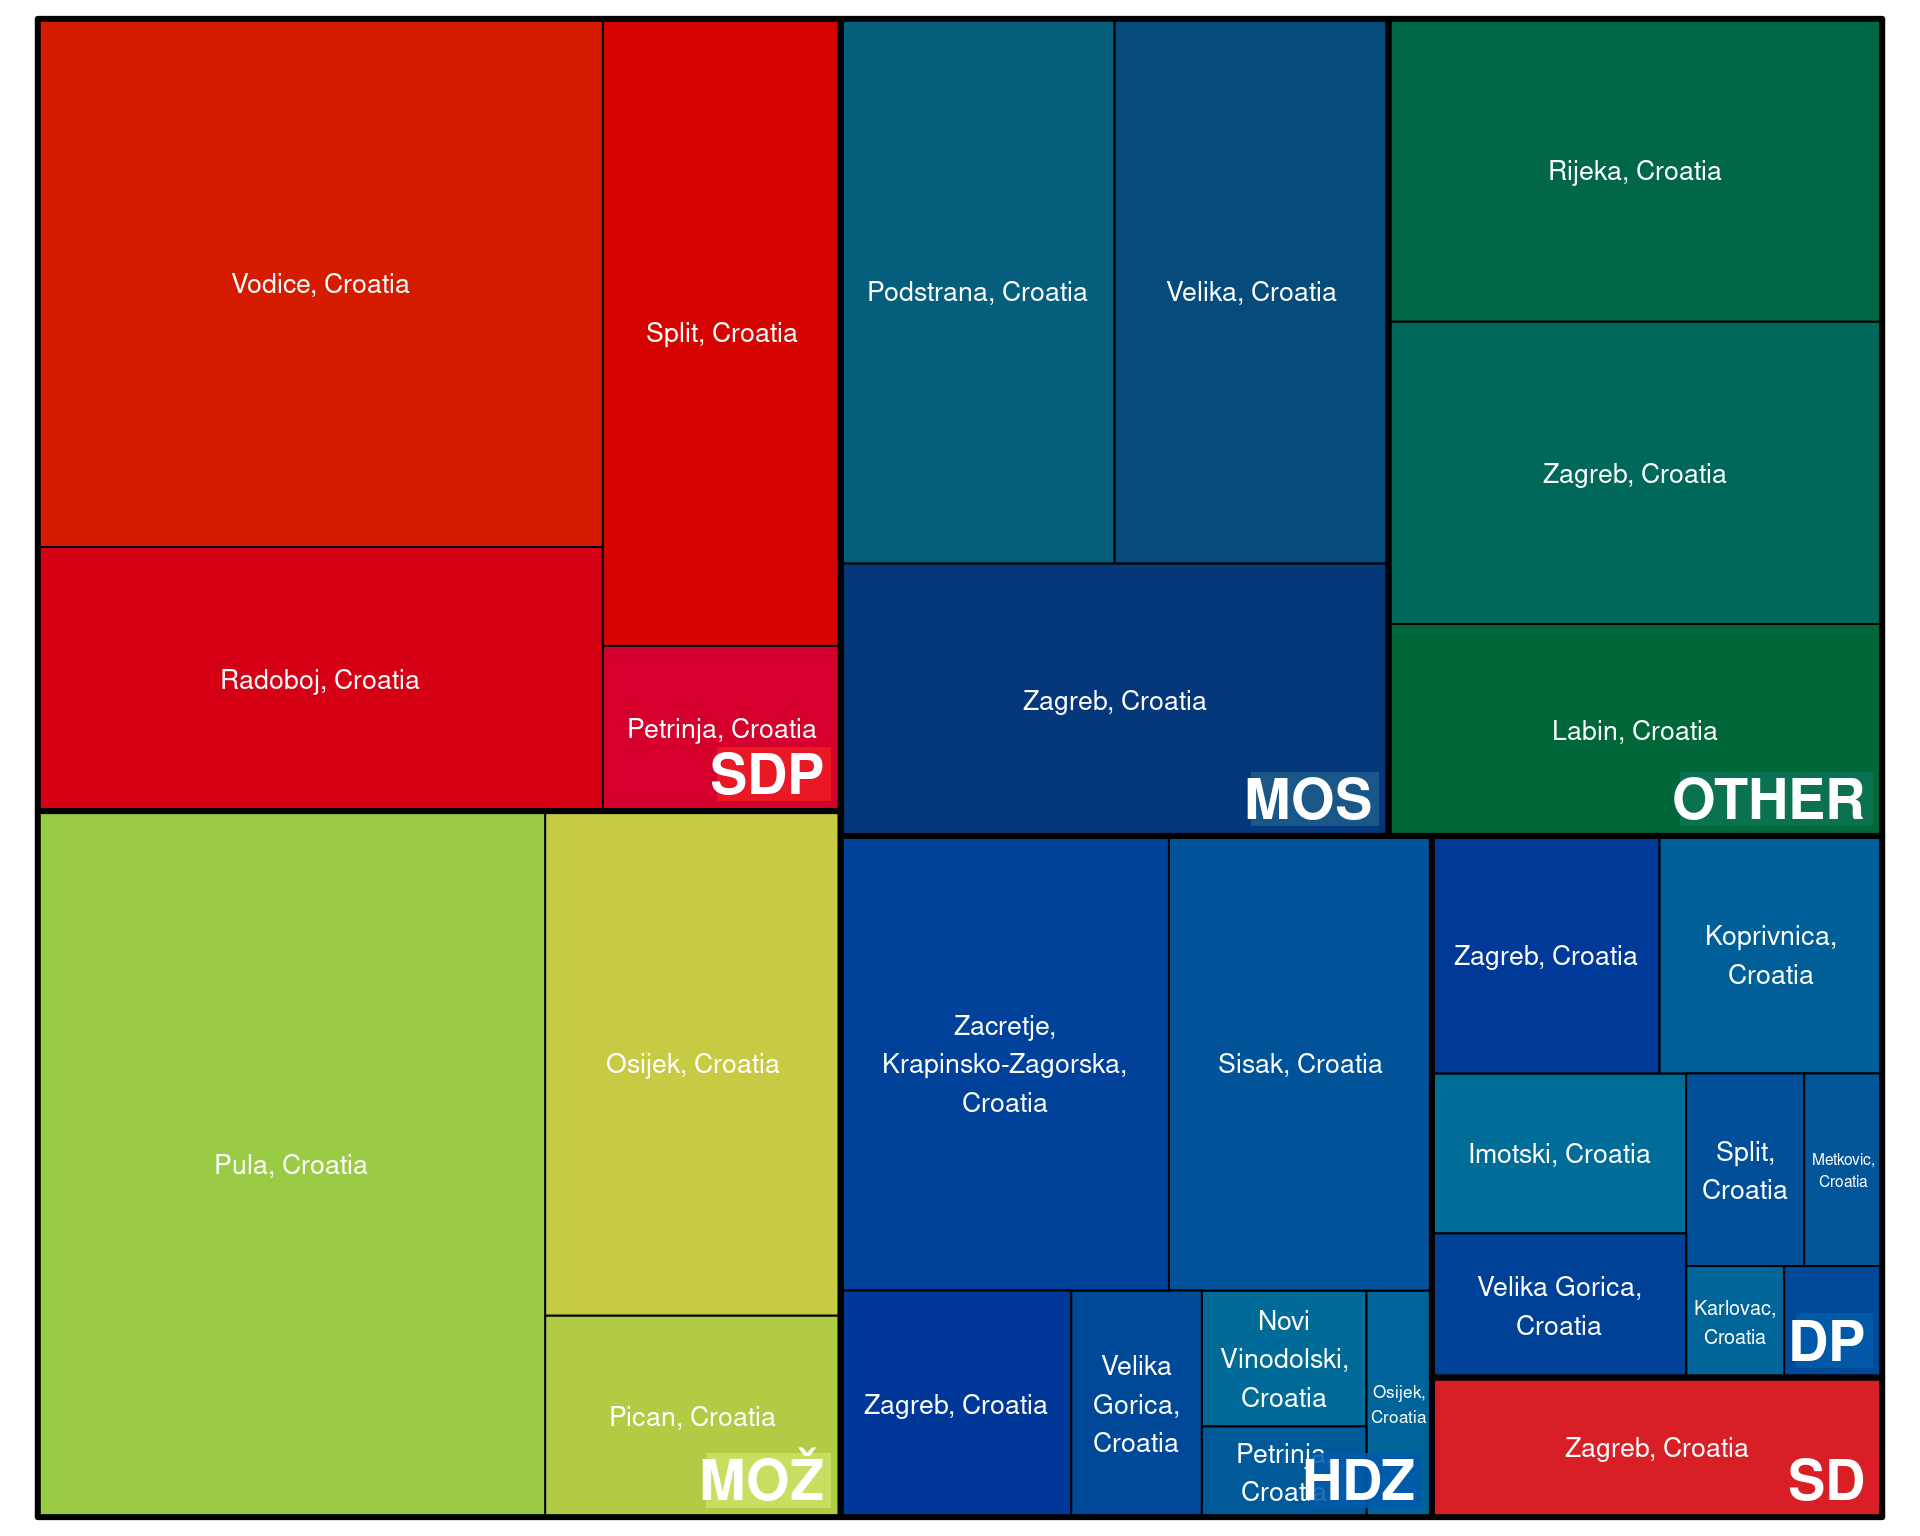 Vodice, Croatia
Split, Croatia
Radoboj, Croatia
Petrinja, Croatia
SDP
Podstrana, Croatia
Velika, Croatia
Zagreb, Croatia
MOS
Rijeka, Croatia
Zagreb, Croatia
Labin, Croatia
OTHER
Pula, Croatia
Osijek, Croatia
Pican, Croatia
MOŽ
Zacretje,
Krapinsko-Zagorska,
Croatia
Sisak, Croatia
Zagreb, Croatia
Velika
Gorica,
Croatia
Novi
Vinodolski,
Croatia
Osijek,
Croatia
Petrinja,
Croatia
HDZ
Zagreb, Croatia
Koprivnica,
Croatia
Imotski, Croatia
Split,
Croatia
Metkovic,
Croatia
Velika Gorica,
Croatia
Karlovac,
Croatia
DP
Zagreb, Croatia
SD